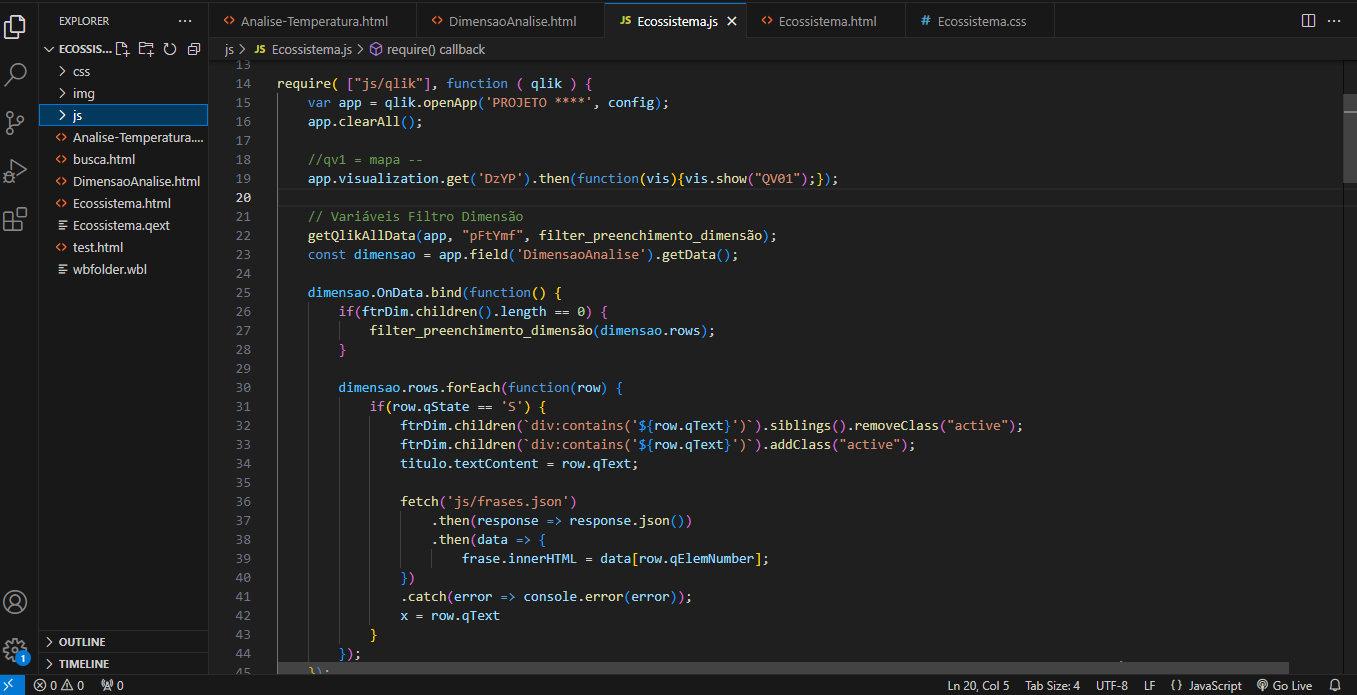 EXPLORER
...
Analise-Temperatura.html
DimensaoAnalise.html
JS Ecossistema.js
Ecossistema.html
# Ecossistema.css
...
ECOSSIS...
js > JS Ecossistema.js > require() callback
css
img
js
Analise-Temperatura....
busca.html
DimensaoAnalise.html
Ecossistema.html
Ecossistema.qext
test.html
wbfolder.wbl
OUTLINE
TIMELINE
1
13
14 require( ["js/qlik"], function ( qlik ) {
15 var app = qlik.openApp('PROJETO ****', config);
16 app.clearAll();
17
18 //qv1 = mapa --
19 app.visualization.get('DzYP').then(function(vis){vis.show("QV01");});
20
21 // Variáveis Filtro Dimensão
22 getQlikAllData(app, "pFtYmf", filter_preenchimento_dimensão);
23 const dimensao = app.field('DimensaoAnalise').getData();
24
25 dimensao.OnData.bind(function() {
26 if(ftrDim.children().length == 0) {
27 filter_preenchimento_dimensão(dimensao.rows);
28 }
29
30 dimensao.rows.forEach(function(row) {
31 if(row.qState == 'S') {
32 ftrDim.children(`div:contains('${row.qText}')`).siblings().removeClass("active");
33 ftrDim.children(`div:contains('${row.qText}')`).addClass("active");
34 titulo.textContent = row.qText;
35
36 fetch('js/frases.json')
37 .then(response => response.json())
38 .then(data => {
39 frase.innerHTML = data[row.qElemNumber];
40 })
41 .catch(error => console.error(error));
42 x = row.qText
43 }
44 });
45 });
0 0 0
Ln 20, Col 5 Tab Size: 4 UTF-8 LF {} JavaScript Go Live